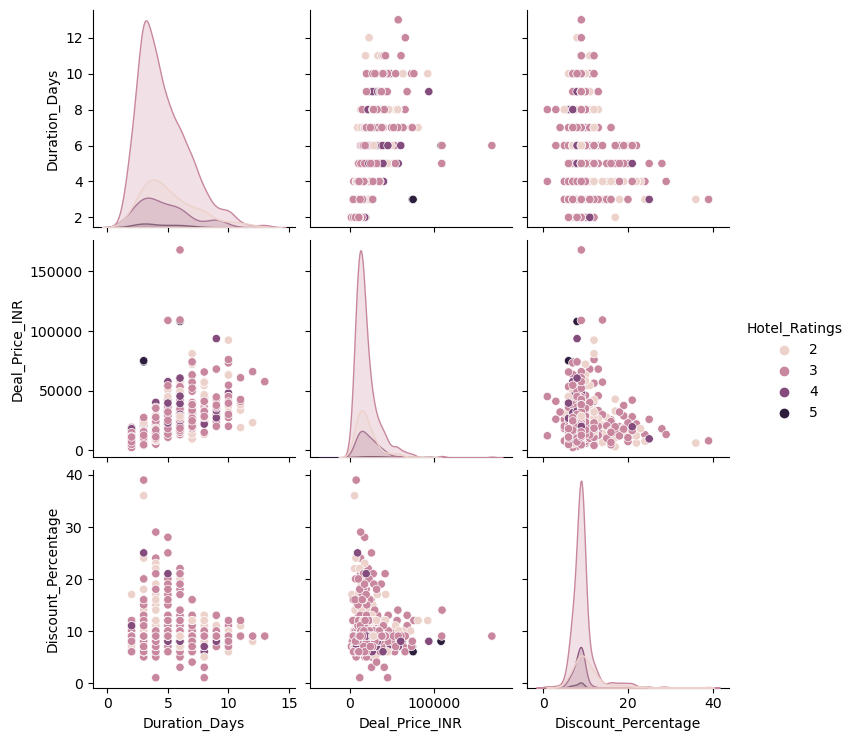 12
10
8
6
4
2
Duration_Days
150000
100000
50000
0
Deal_Price_INR
Hotel_Ratings
2
3
4
5
40
30
20
10
0
Discount_Percentage
0 5 10 15
Duration_Days
0 100000
Deal_Price_INR
0 20 40
Discount_Percentage